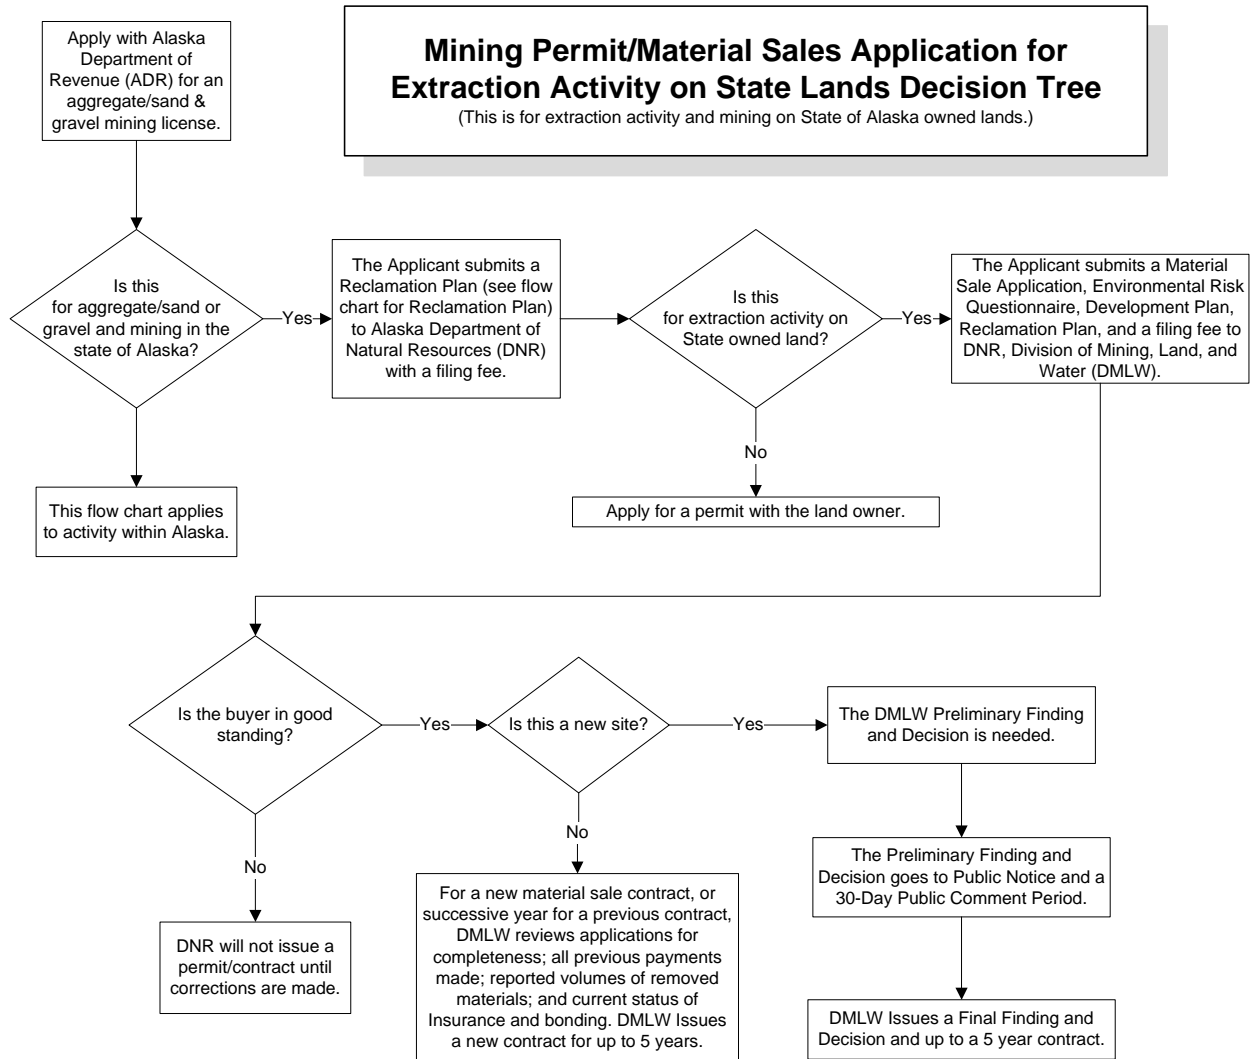 Apply with Alaska
Department of
Revenue (ADR) for an
aggregate/sand &
gravel mining license.
Mining Permit/Material Sales Application for
Extraction Activity on State Lands Decision Tree
(This is for extraction activity and mining on State of Alaska owned lands.)
Is this
for aggregate/sand or
gravel and mining in the
state of Alaska?
Yes
The Applicant submits a
Reclamation Plan (see flow
chart for Reclamation Plan)
to Alaska Department of
Natural Resources (DNR)
with a filing fee.
Is this
for extraction activity on
State owned land?
Yes
The Applicant submits a Material
Sale Application, Environmental Risk
Questionnaire, Development Plan,
Reclamation Plan, and a filing fee to
DNR, Division of Mining, Land, and
Water (DMLW).
No
This flow chart applies
to activity within Alaska.
Apply for a permit with the land owner.
Is the buyer in good
standing?
Yes
Is this a new site?
Yes
The DMLW Preliminary Finding
and Decision is needed.
No
No
The Preliminary Finding and
Decision goes to Public Notice and a
30-Day Public Comment Period.
DNR will not issue a
permit/contract until
corrections are made.
For a new material sale contract, or
successive year for a previous contract,
DMLW reviews applications for
completeness; all previous payments
made; reported volumes of removed
materials; and current status of
Insurance and bonding. DMLW Issues
a new contract for up to 5 years.
DMLW Issues a Final Finding and
Decision and up to a 5 year contract.